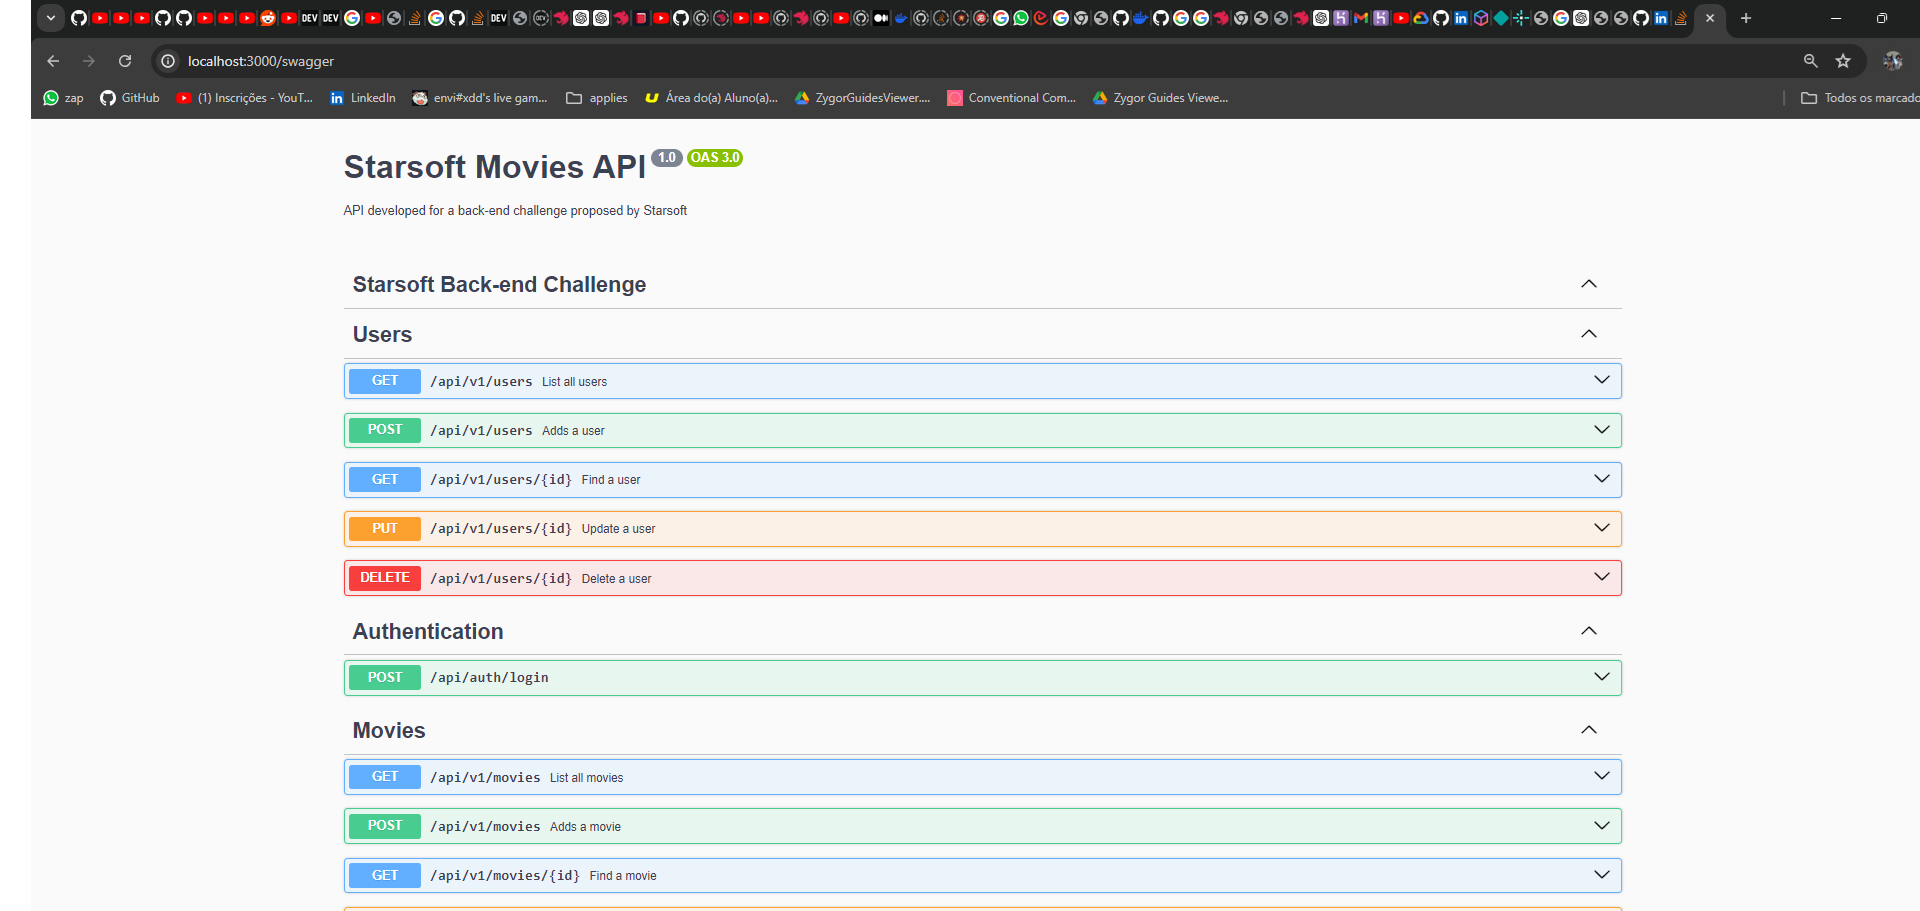 localhost:3000/swagger
zap GitHub (1) Inscrições - YouT... LinkedIn envi#xdd's live gam... applies Área do(a) Aluno(a)... ZygorGuidesViewer.... Conventional Com... Zygor Guides Viewe... Todos os marcado
Starsoft Movies API 1.0 OAS 3.0
API developed for a back-end challenge proposed by Starsoft
Starsoft Back-end Challenge
Users
GET /api/v1/users List all users
POST /api/v1/users Adds a user
GET /api/v1/users/{id} Find a user
PUT /api/v1/users/{id} Update a user
DELETE /api/v1/users/{id} Delete a user
Authentication
POST /api/auth/login
Movies
GET /api/v1/movies List all movies
POST /api/v1/movies Adds a movie
GET /api/v1/movies/{id} Find a movie